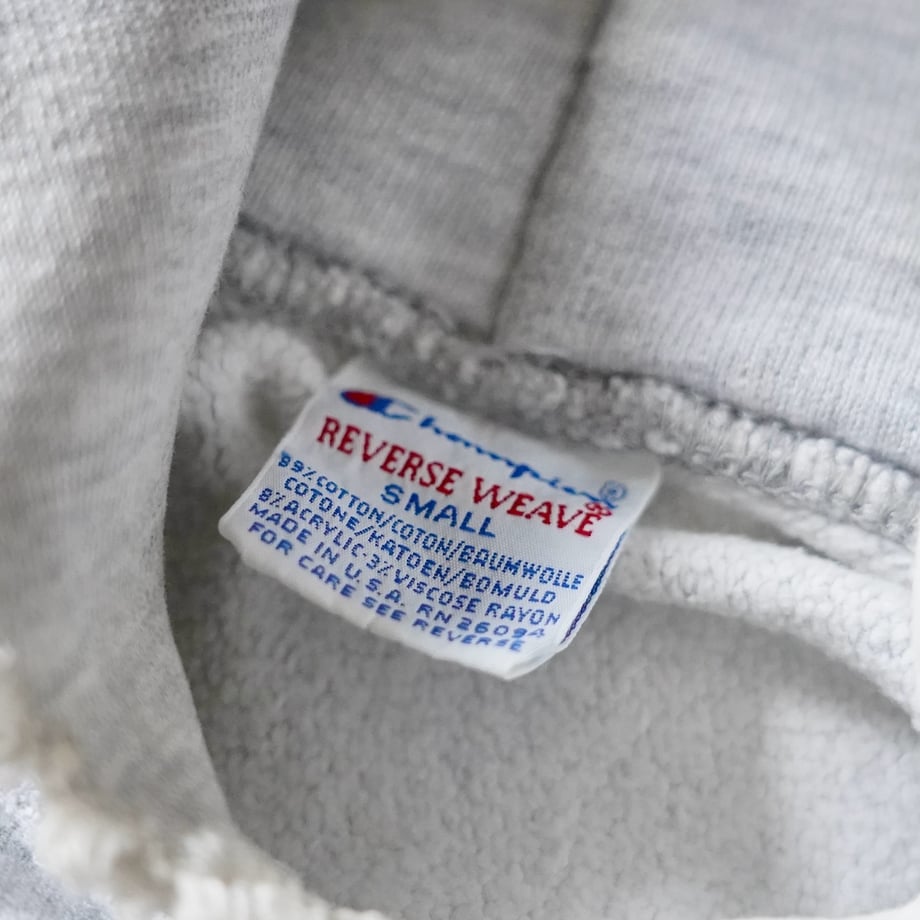 Champion®
REVERSE WEAVE®
SMALL
89%COTTON/COTON/BAUMWOLLE
COTONE/KATOEN/BOMULD
8%ACRYLIC 3%VISCOSE RAYON
MADE IN U.S.A. RN 26094
FOR CARE SEE REVERSE